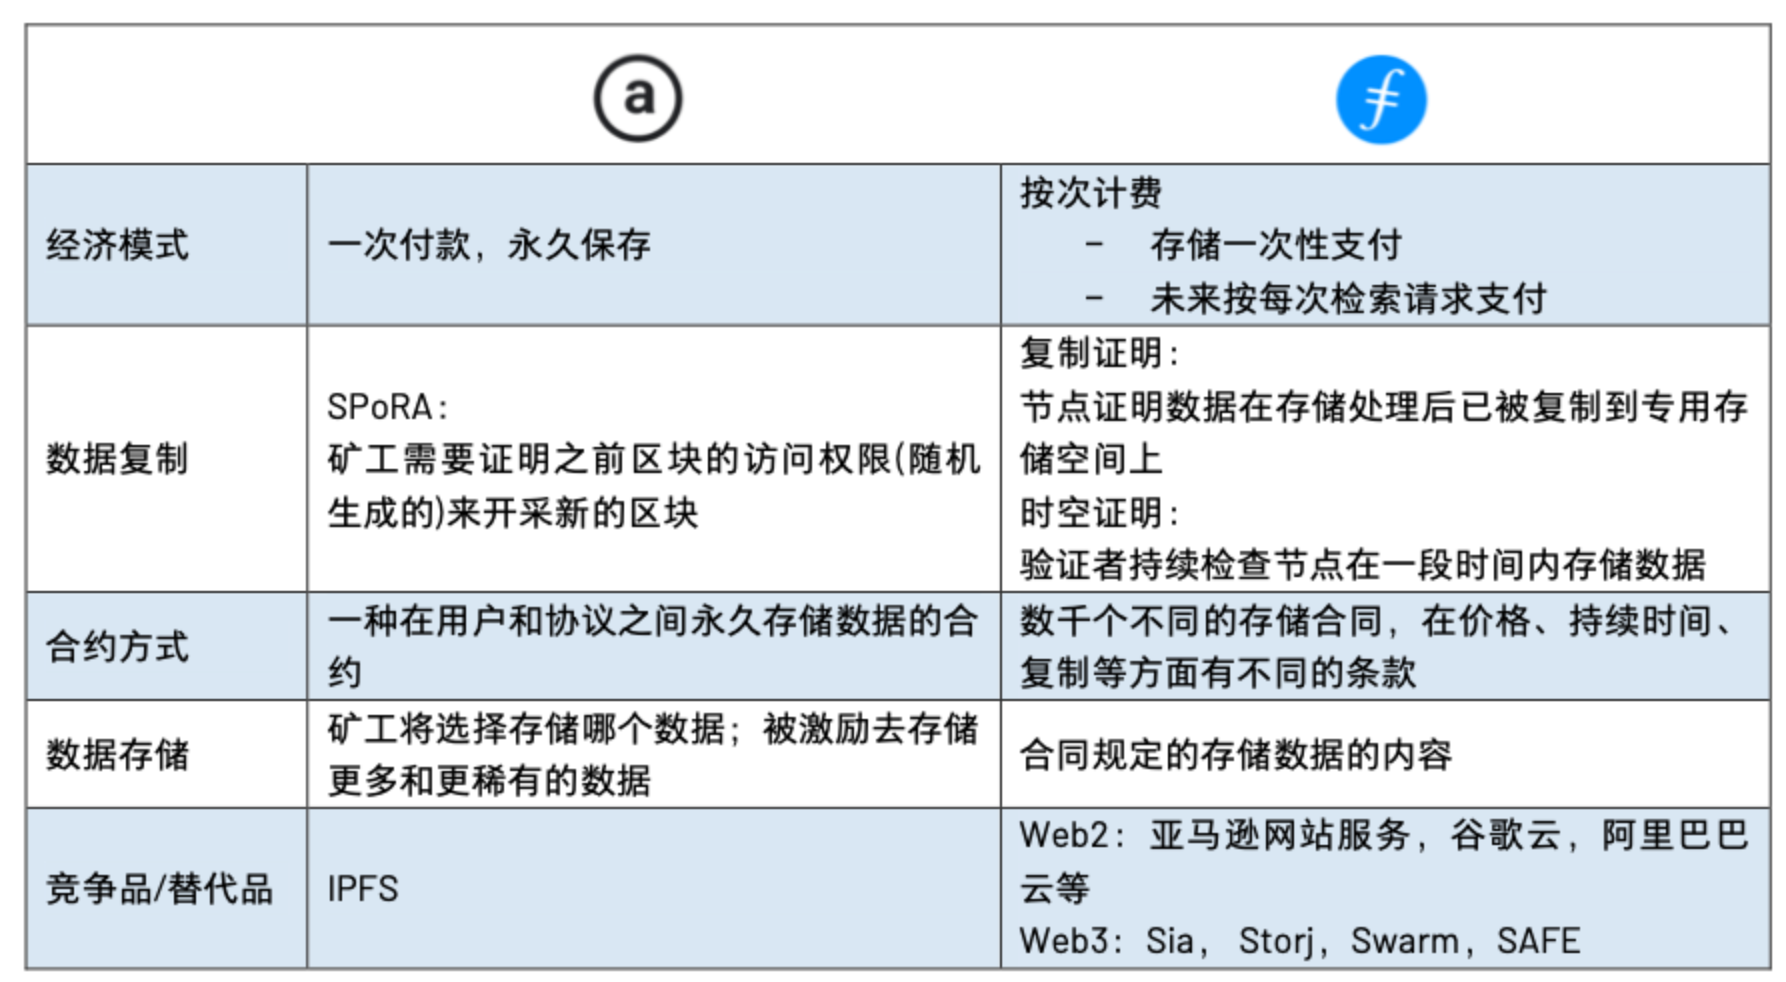 a
经济模式
一次付款，永久保存
按次计费
- 存储一次性支付
- 未来按每次检索请求支付
数据复制
SPoRA：
矿工需要证明之前区块的访问权限(随机
生成的)来开采新的区块
复制证明：
节点证明数据在存储处理后已被复制到专用存
储空间上
时空证明：
验证者持续检查节点在一段时间内存储数据
合约方式
一种在用户和协议之间永久存储数据的合
约
数千个不同的存储合同，在价格、持续时间、
复制等方面有不同的条款
数据存储
矿工将选择存储哪个数据；被激励去存储
更多和更稀有的数据
合同规定的存储数据的内容
竞争品/替代品
IPFS
Web2：亚马逊网站服务，谷歌云，阿里巴巴
云等
Web3：Sia， Storj，Swarm，SAFE